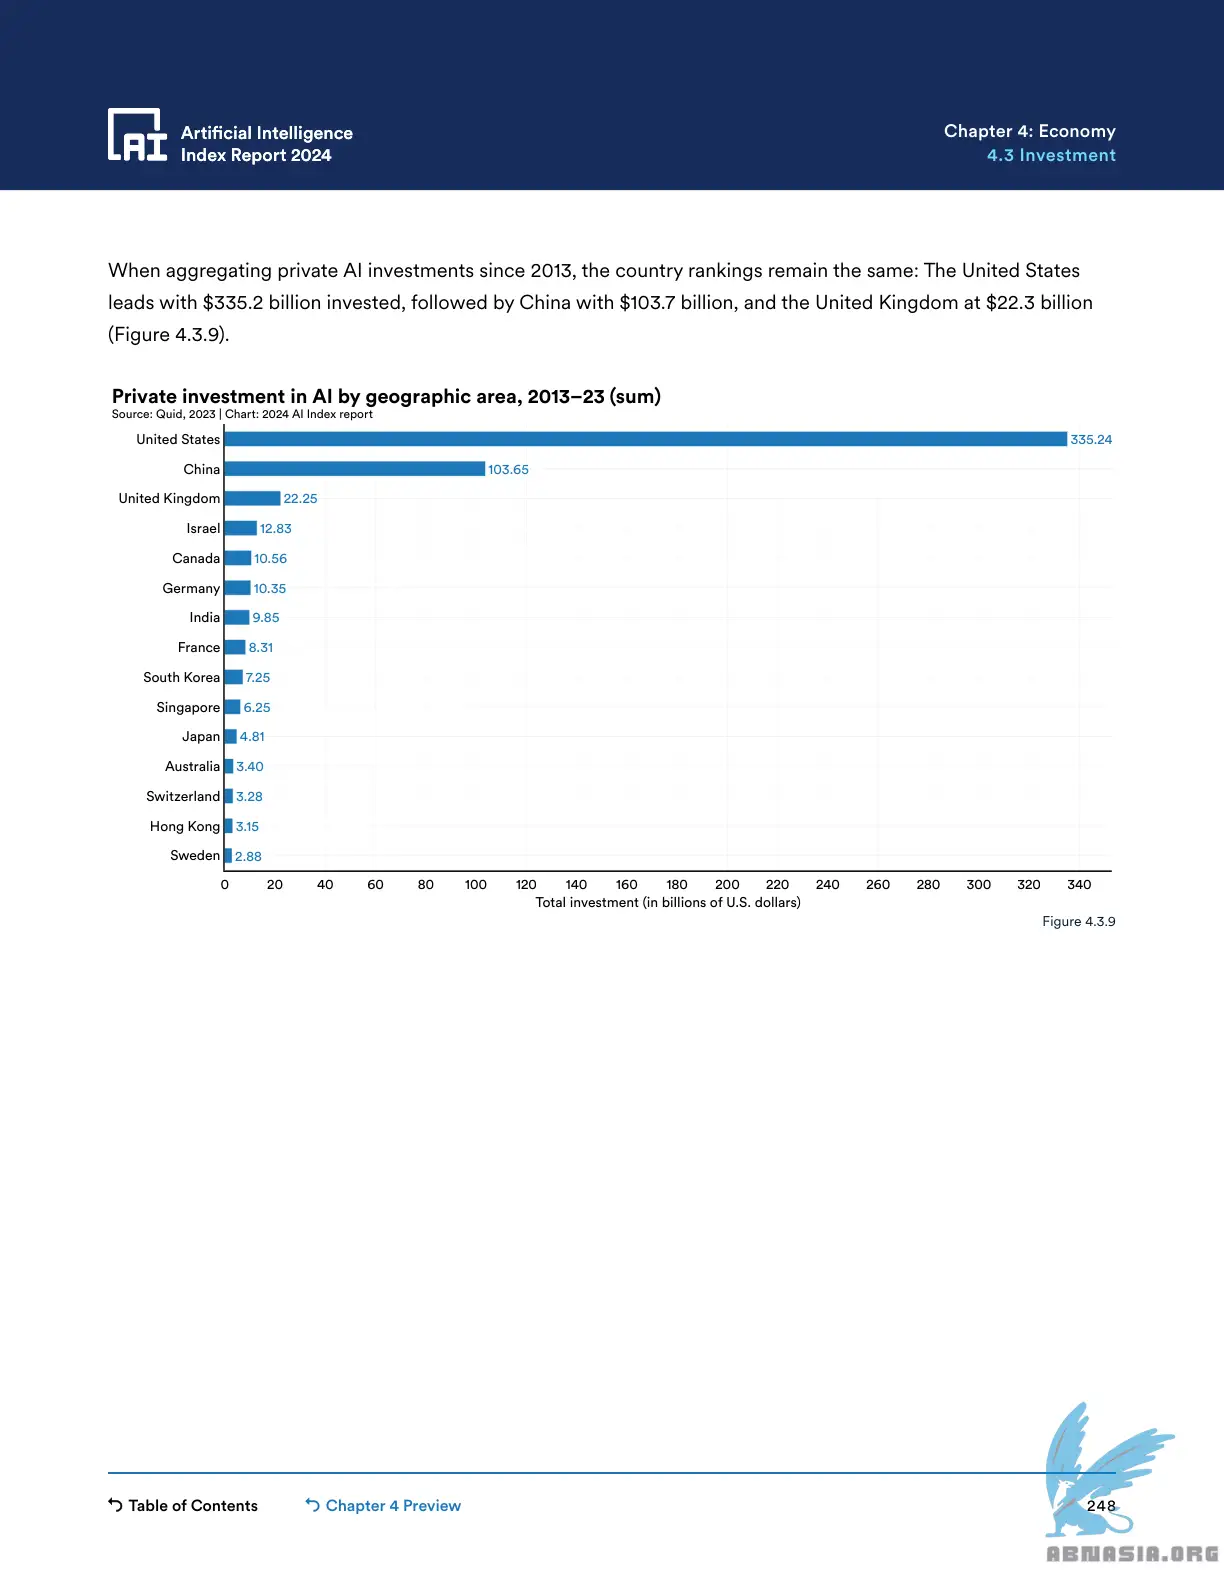 AI
Artificial Intelligence
Index Report 2024
Chapter 4: Economy
4.3 Investment
When aggregating private AI investments since 2013, the country rankings remain the same: The United States
leads with $335.2 billion invested, followed by China with $103.7 billion, and the United Kingdom at $22.3 billion
(Figure 4.3.9).
Private investment in AI by geographic area, 2013–23 (sum)
Source: Quid, 2023 | Chart: 2024 AI Index report
United States 335.24
China 103.65
United Kingdom 22.25
Israel 12.83
Canada 10.56
Germany 10.35
India 9.85
France 8.31
South Korea 7.25
Singapore 6.25
Japan 4.81
Australia 3.40
Switzerland 3.28
Hong Kong 3.15
Sweden 2.88
0 20 40 60 80 100 120 140 160 180 200 220 240 260 280 300 320 340
Total investment (in billions of U.S. dollars)
Figure 4.3.9
Table of Contents
Chapter 4 Preview
248
ABNASIA.ORG